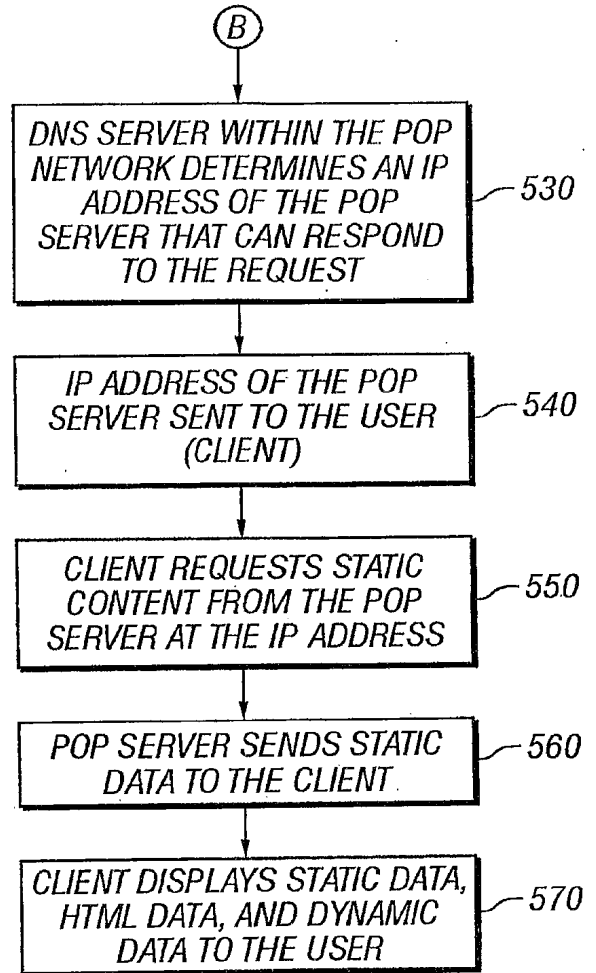 B
DNS SERVER WITHIN THE POP
NETWORK DETERMINES AN IP
ADDRESS OF THE POP
SERVER THAT CAN RESPOND
TO THE REQUEST
530
IP ADDRESS OF THE POP
SERVER SENT TO THE USER
(CLIENT)
540
CLIENT REQUESTS STATIC
CONTENT FROM THE POP
SERVER AT THE IP ADDRESS
550
POP SERVER SENDS STATIC
DATA TO THE CLIENT
560
CLIENT DISPLAYS STATIC DATA,
HTML DATA, AND DYNAMIC
DATA TO THE USER
570